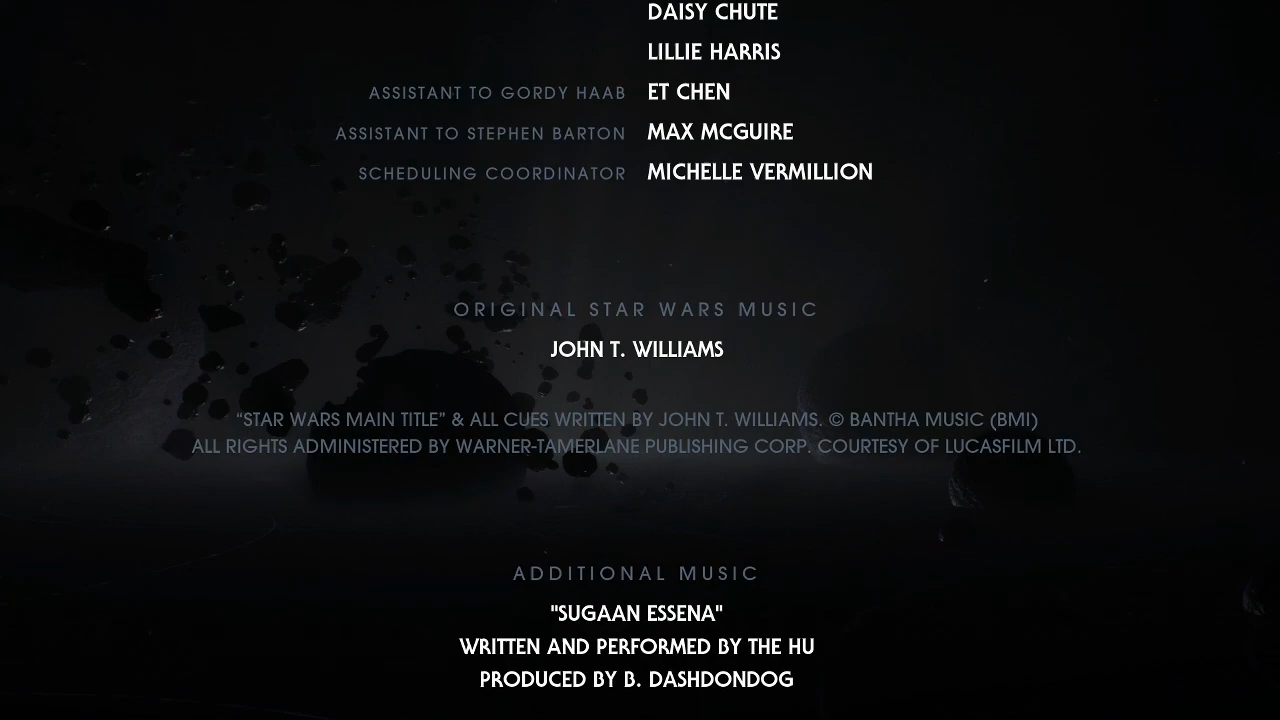 DAISY CHUTE
LILLIE HARRIS
ASSISTANT TO GORDY HAAB ET CHEN
ASSISTANT TO STEPHEN BARTON MAX MCGUIRE
SCHEDULING COORDINATOR MICHELLE VERMILLION
ORIGINAL STAR WARS MUSIC
JOHN T. WILLIAMS
“STAR WARS MAIN TITLE” & ALL CUES WRITTEN BY JOHN T. WILLIAMS. © BANTHA MUSIC (BMI)
ALL RIGHTS ADMINISTERED BY WARNER-TAMERLANE PUBLISHING CORP. COURTESY OF LUCASFILM LTD.
ADDITIONAL MUSIC
"SUGAAN ESSENA"
WRITTEN AND PERFORMED BY THE HU
PRODUCED BY B. DASHDONDOG